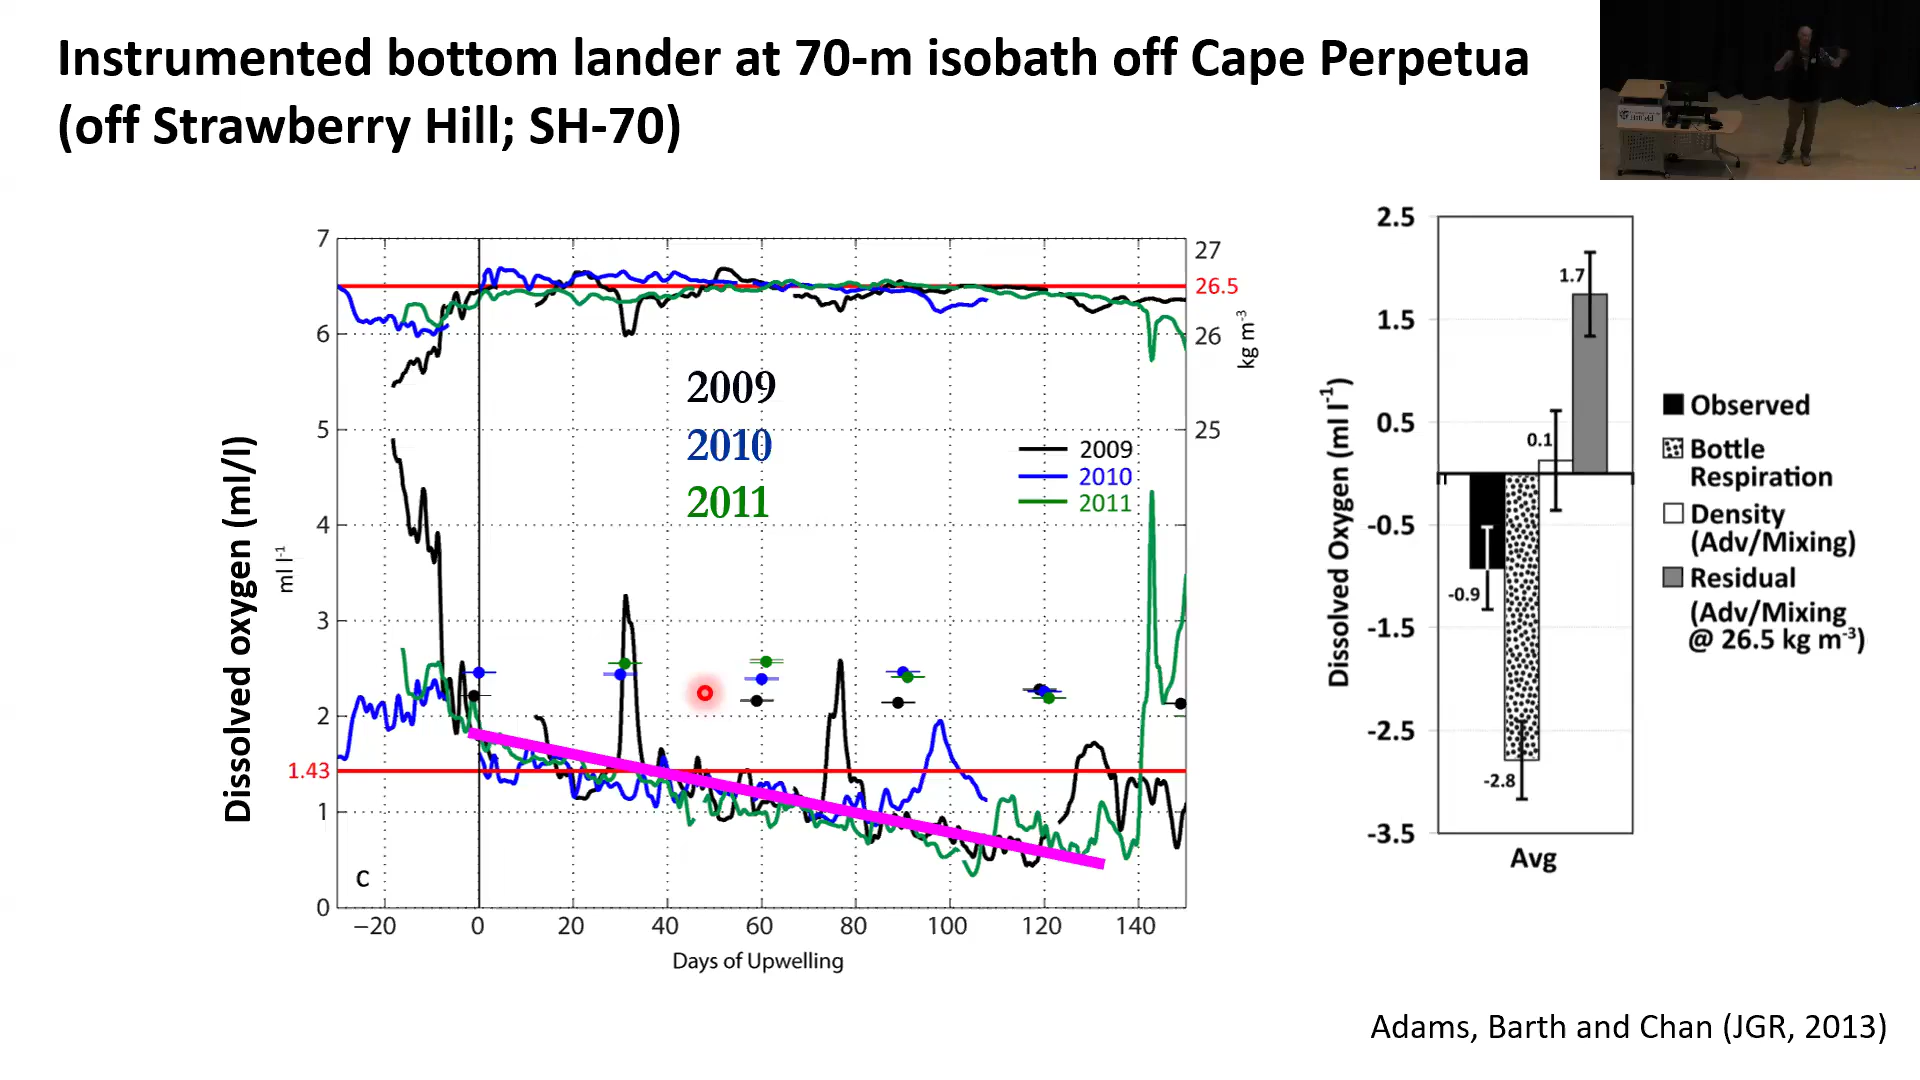 Instrumented bottom lander at 70-m isobath off Cape Perpetua
(off Strawberry Hill; SH-70)
Dissolved oxygen (ml/l)
ml l-1
7
6
5
4
3
2
1.43
1
0
27
26.5
26
25
kg m-3
2009
2010
2011
2009
2010
2011
C
−20
0
20
40
60
80
100
120
140
Days of Upwelling
Dissolved Oxygen (ml l-1)
2.5
1.5
0.5
-0.5
-1.5
-2.5
-3.5
1.7
0.1
-0.9
-2.8
Avg
Observed
Bottle
Respiration
Density
(Adv/Mixing)
Residual
(Adv/Mixing
@ 26.5 kg m-3)
Adams, Barth and Chan (JGR, 2013)